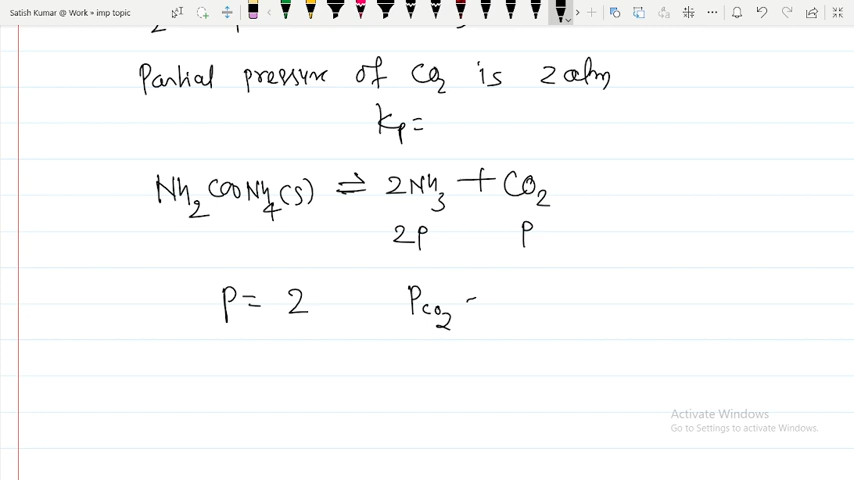 Satish Kumar @ Work » imp topic
Partial pressure of CO2 is 2 atm
Kp=
NH2COONH4(s) ⇌ 2NH3 + CO2
2P P
P = 2 PCO2 -
Activate Windows
Go to Settings to activate Windows.